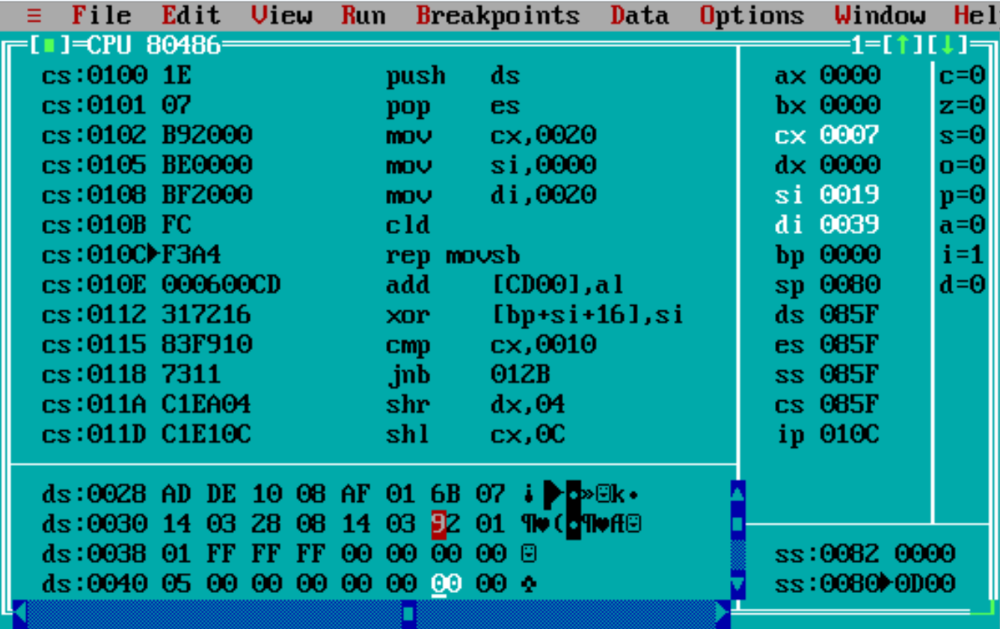 ≡ File Edit View Run Breakpoints Data Options Window Hel
[■]=CPU 80486 1=[↑][↓]
cs:0100 1E push ds ax 0000 c=0
cs:0101 07 pop es bx 0000 z=0
cs:0102 B92000 mov cx,0020 cx 0007 s=0
cs:0105 BE0000 mov si,0000 dx 0000 o=0
cs:0108 BF2000 mov di,0020 si 0019 p=0
cs:010B FC cld di 0039 a=0
cs:010C►F3A4 rep movsb bp 0000 i=1
cs:010E 000600CD add [CD00],al sp 0080 d=0
cs:0112 317216 xor [bp+si+16],si ds 085F
cs:0115 83F910 cmp cx,0010 es 085F
cs:0118 7311 jnb 012B ss 085F
cs:011A C1EA04 shr dx,04 cs 085F
cs:011D C1E10C shl cx,0C ip 010C
ds:0028 AD DE 10 08 AF 01 6B 07 ¡ ►◘»☺k•
ds:0030 14 03 28 08 14 03 92 01 ¶♥(◘¶♥Æ☺
ds:0038 01 FF FF FF 00 00 00 00 ☺ ss:0082 0000
ds:0040 05 00 00 00 00 00 00 00 ♣ ss:0080►0D00